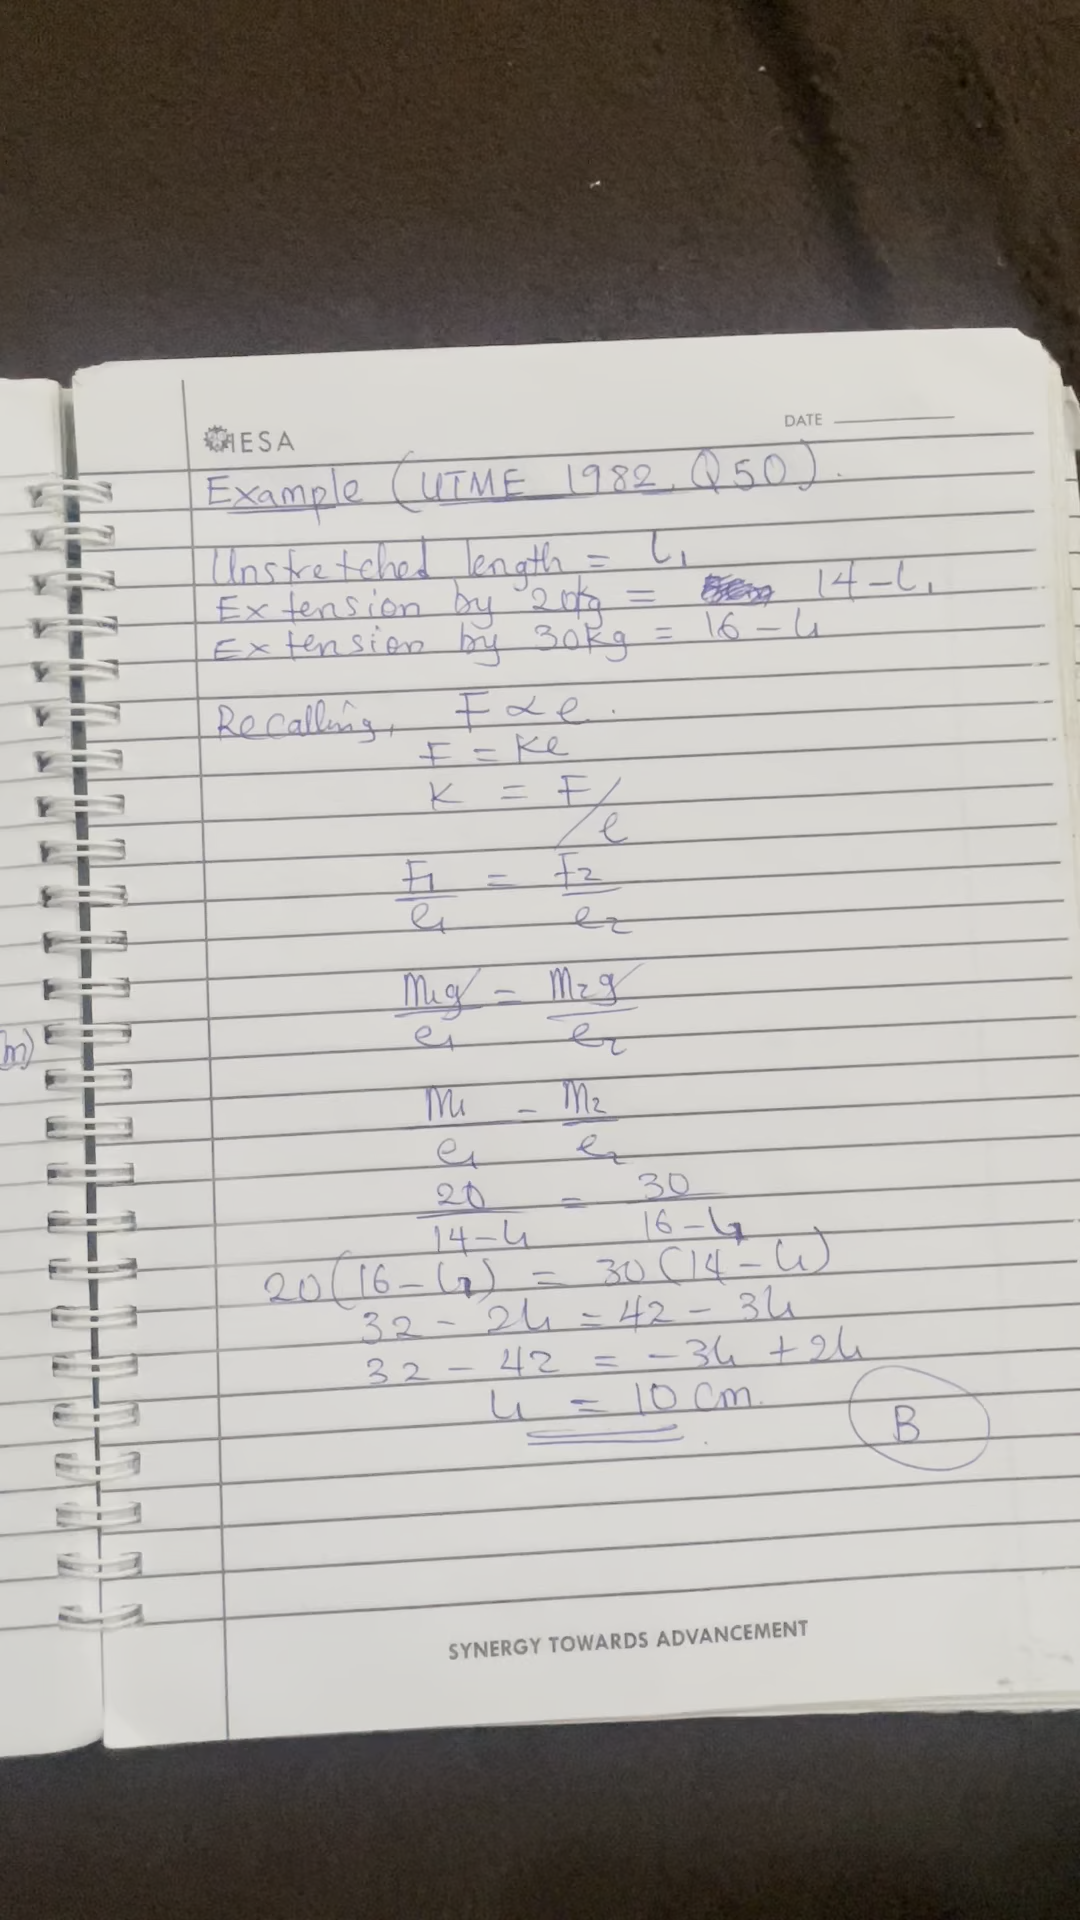 IESA
DATE
Example (UTME 1982, Q50).
Unstretched length = l₁
Extension by 20kg = 14 - l₁
Extension by 30kg = 16 - l₁
Recalling, F ∝ e.
F = Ke
K = F/e
F₁/e₁ = F₂/e₂
M₁g/e₁ = M₂g/e₂
M₁/e₁ = M₂/e₂
20/14-l₁ = 30/16-l₁
20(16-l₁) = 30(14-l₁)
32 - 2l₁ = 42 - 3l₁
32 - 42 = -3l₁ + 2l₁
l₁ = 10 cm.
B
m)
SYNERGY TOWARDS ADVANCEMENT